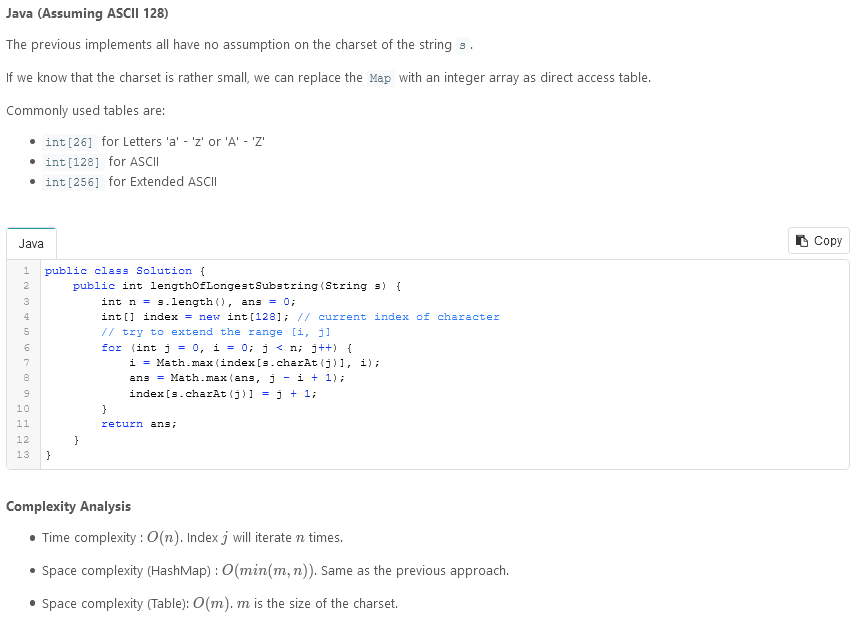 Java (Assuming ASCII 128)
The previous implements all have no assumption on the charset of the string s.
If we know that the charset is rather small, we can replace the Map with an integer array as direct access table.
Commonly used tables are:
• int[26] for Letters 'a' - 'z' or 'A' - 'Z'
• int[128] for ASCII
• int[256] for Extended ASCII
Java
Copy
1 public class Solution {
2     public int lengthOfLongestSubstring(String s) {
3         int n = s.length(), ans = 0;
4         int[] index = new int[128]; // current index of character
5         // try to extend the range [i, j]
6         for (int j = 0, i = 0; j < n; j++) {
7             i = Math.max(index[s.charAt(j)], i);
8             ans = Math.max(ans, j - i + 1);
9             index[s.charAt(j)] = j + 1;
10         }
11         return ans;
12     }
13 }
Complexity Analysis
• Time complexity : O(n). Index j will iterate n times.
• Space complexity (HashMap) : O(min(m, n)). Same as the previous approach.
• Space complexity (Table): O(m). m is the size of the charset.